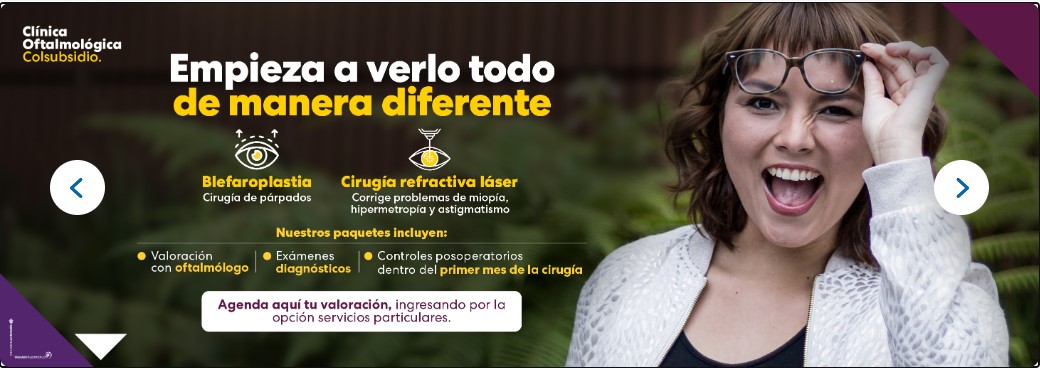 Clínica
Oftalmológica
Colsubsidio.
Empieza a verlo todo
de manera diferente
Blefaroplastia
Cirugía de párpados
Cirugía refractiva láser
Corrige problemas de miopía,
hipermetropía y astigmatismo
Nuestros paquetes incluyen:
Valoración
con oftalmólogo
Exámenes
diagnósticos
Controles posoperatorios
dentro del primer mes de la cirugía
Agenda aquí tu valoración, ingresando por la
opción servicios particulares.